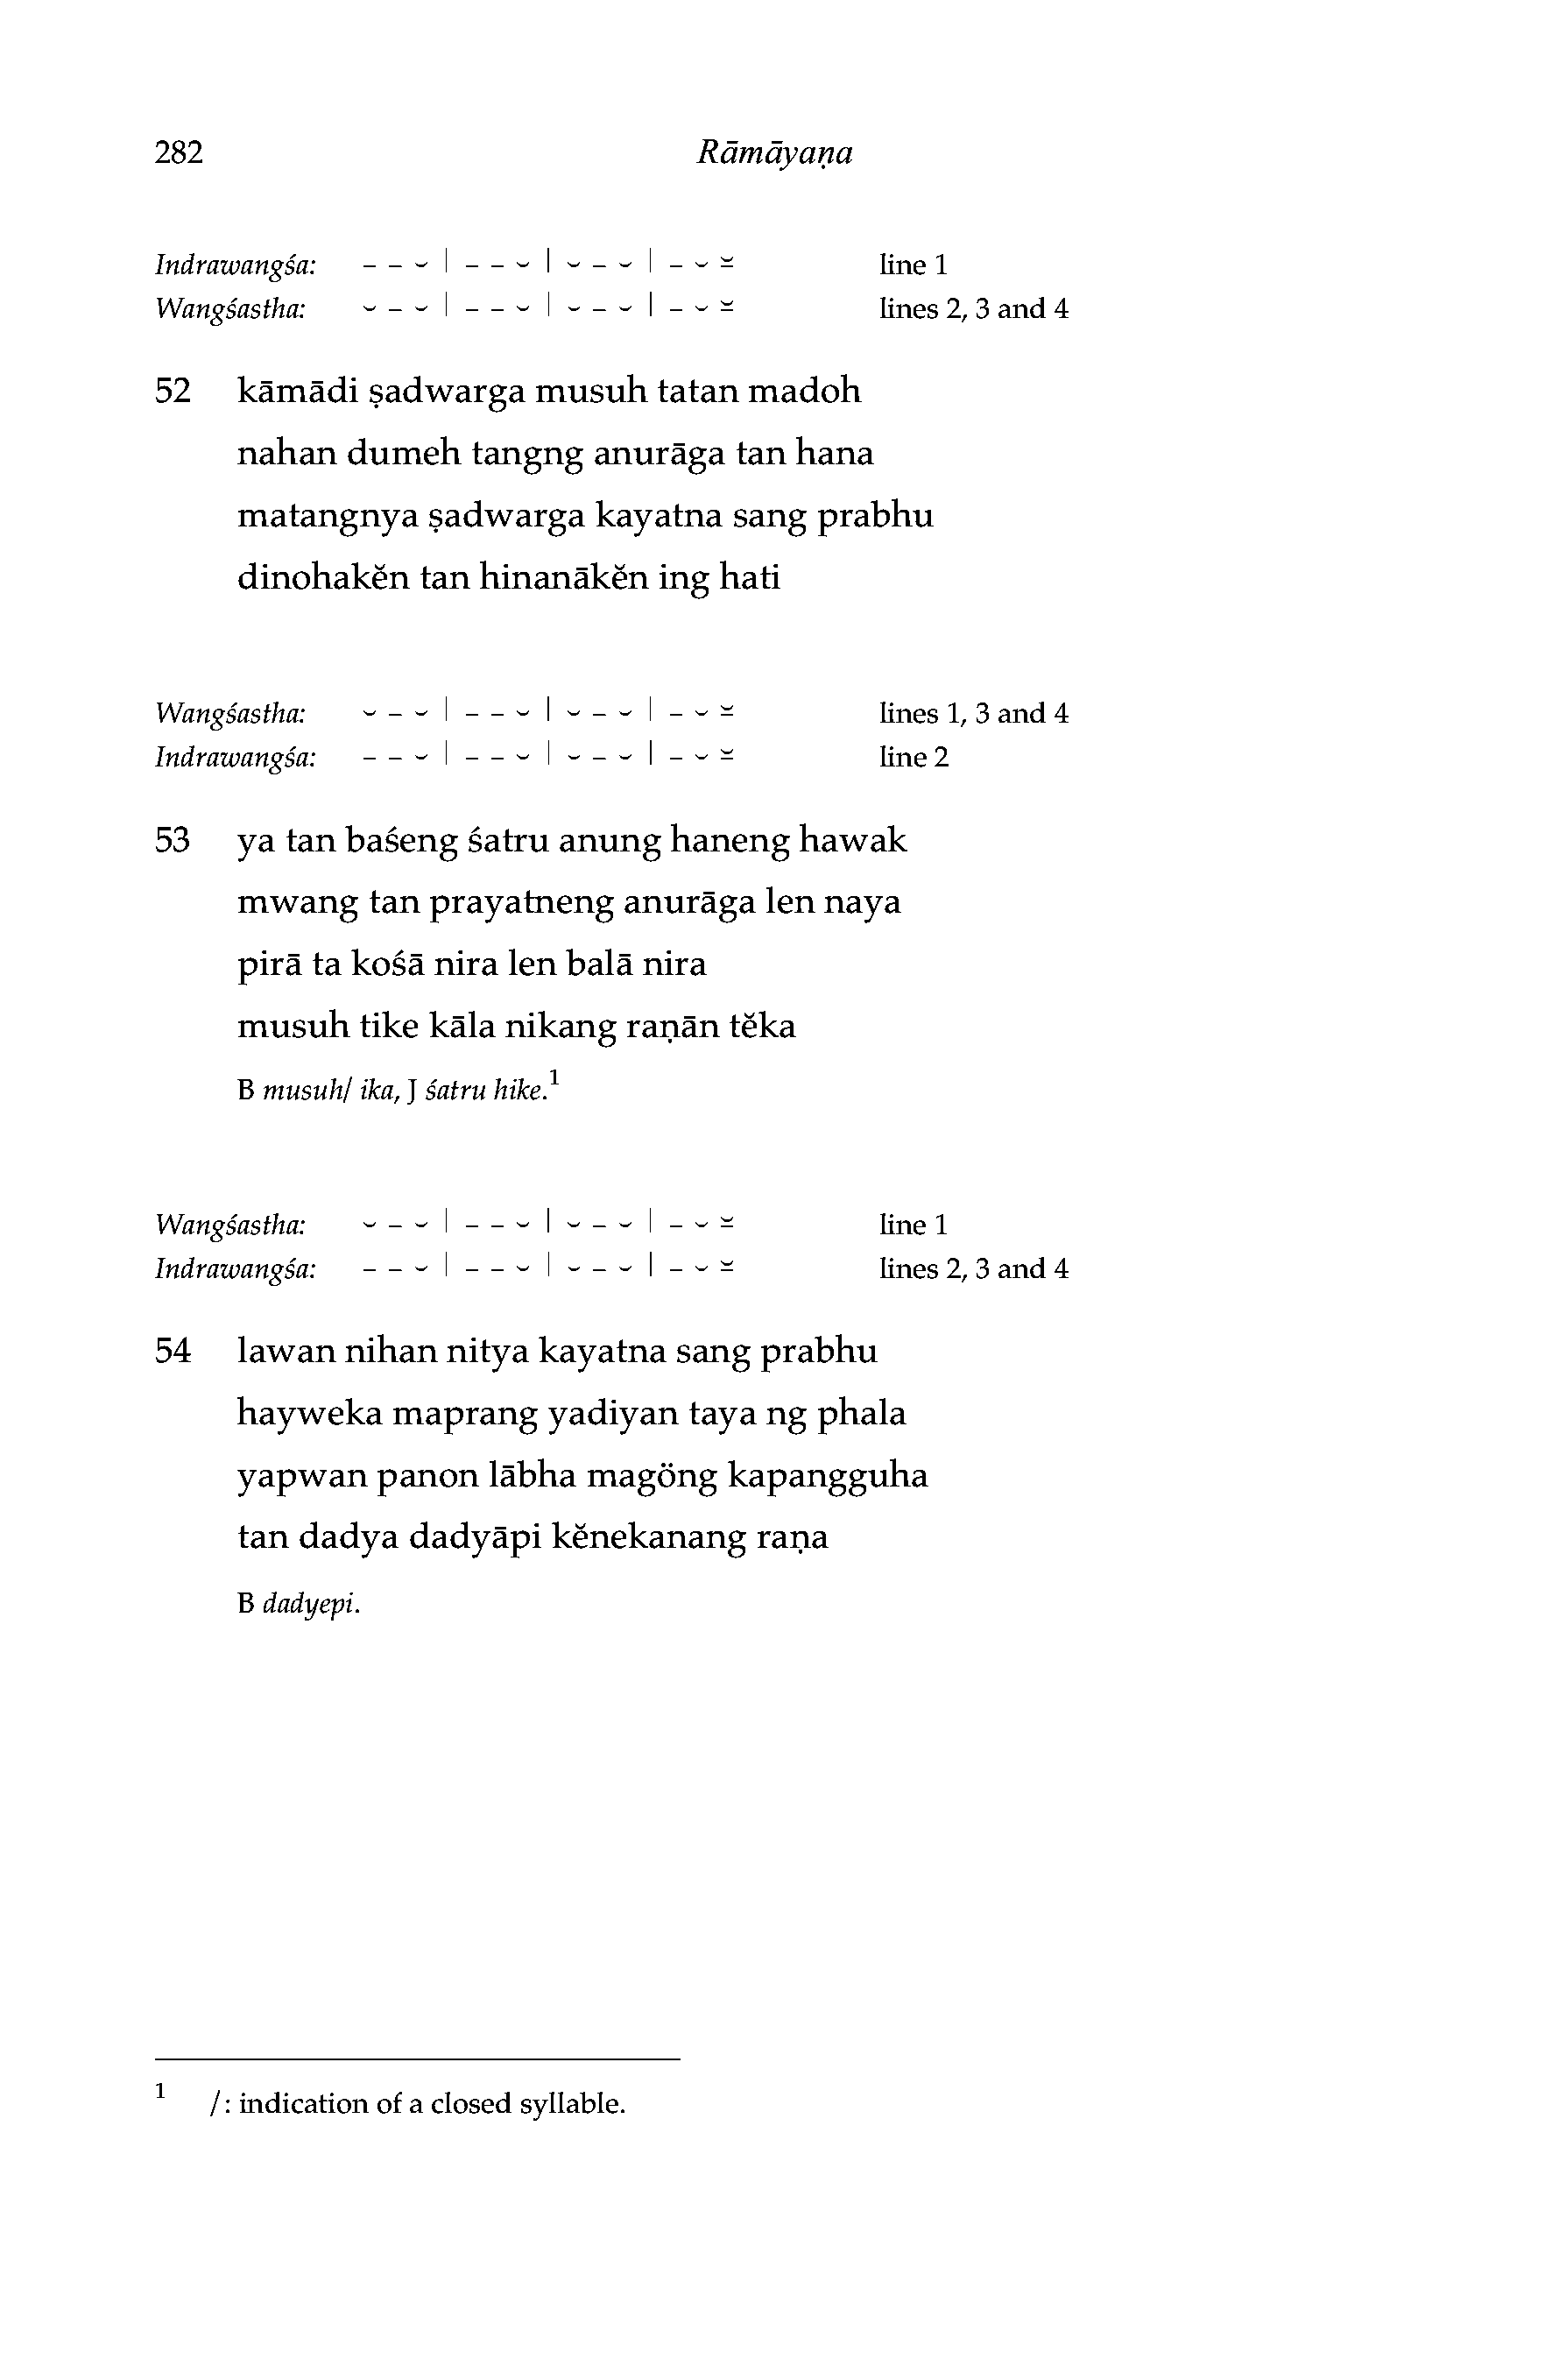 282 Rāmāyaṇa
Indrawangśa: – – ⏑ | – – ⏑ | ⏑ – ⏑ | – ⏑ ⏓ line 1
Wangśastha: ⏑ – ⏑ | – – ⏑ | ⏑ – ⏑ | – ⏑ ⏓ lines 2, 3 and 4
52 kāmādi ṣadwarga musuh tatan madoh
nahan dumeh tangng anurāga tan hana
matangnya ṣadwarga kayatna sang prabhu
dinohakĕn tan hinanākĕn ing hati
Wangśastha: ⏑ – ⏑ | – – ⏑ | ⏑ – ⏑ | – ⏑ ⏓ lines 1, 3 and 4
Indrawangśa: – – ⏑ | – – ⏑ | ⏑ – ⏑ | – ⏑ ⏓ line 2
53 ya tan baśeng śatru anung haneng hawak
mwang tan prayatneng anurāga len naya
pirā ta kośā nira len balā nira
musuh tike kāla nikang raṇān tĕka
B musuh/ ika, J śatru hike.¹
Wangśastha: ⏑ – ⏑ | – – ⏑ | ⏑ – ⏑ | – ⏑ ⏓ line 1
Indrawangśa: – – ⏑ | – – ⏑ | ⏑ – ⏑ | – ⏑ ⏓ lines 2, 3 and 4
54 lawan nihan nitya kayatna sang prabhu
hayweka maprang yadiyan taya ng phala
yapwan panon lābha magöng kapangguha
tan dadya dadyāpi kĕnekanang raṇa
B dadyepi.
¹ /: indication of a closed syllable.